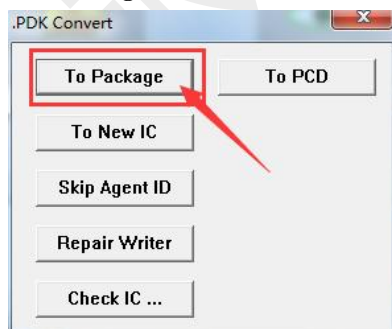 .PDK Convert
To Package
To PCD
To New IC
Skip Agent ID
Repair Writer
Check IC ...